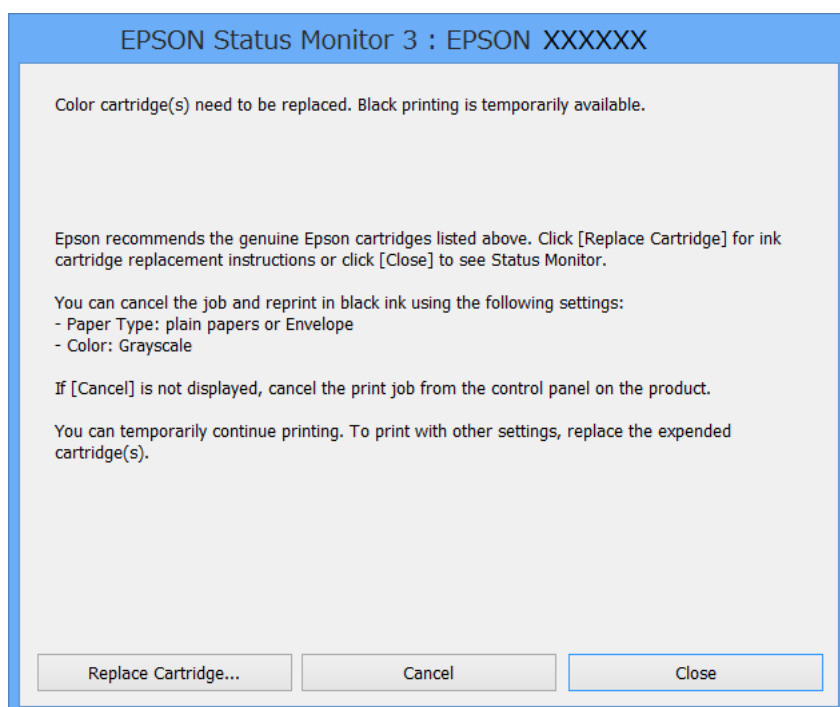 EPSON Status Monitor 3 : EPSON XXXXXX
Color cartridge(s) need to be replaced. Black printing is temporarily available.
Epson recommends the genuine Epson cartridges listed above. Click [Replace Cartridge] for ink
cartridge replacement instructions or click [Close] to see Status Monitor.
You can cancel the job and reprint in black ink using the following settings:
- Paper Type: plain papers or Envelope
- Color: Grayscale
If [Cancel] is not displayed, cancel the print job from the control panel on the product.
You can temporarily continue printing. To print with other settings, replace the expended
cartridge(s).
Replace Cartridge... Cancel Close